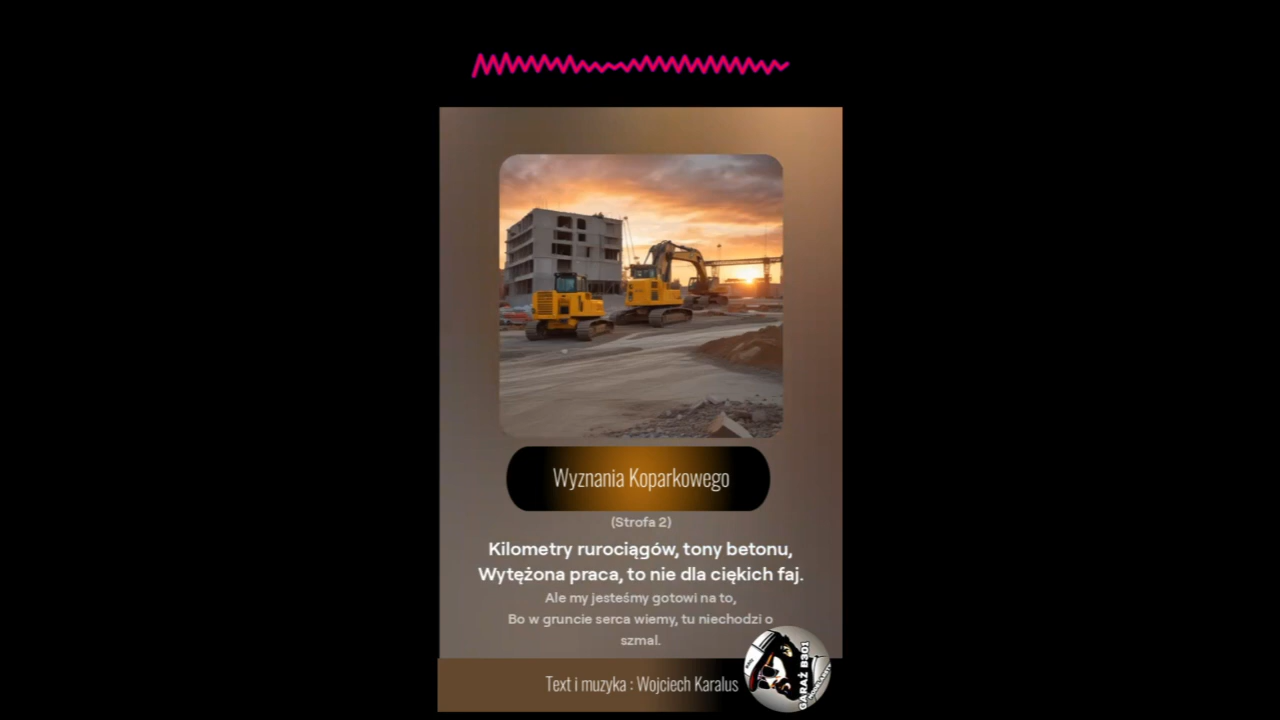 Wyznania Koparkowego
(Strofa 2)
Kilometry rurociągów, tony betonu,
Wytężona praca, to nie dla ciękich faj.
Ale my jesteśmy gotowi na to,
Bo w gruncie serca wiemy, tu niechodzi o
szmal.
Text i muzyka : Wojciech Karalus
GARAŻ B301